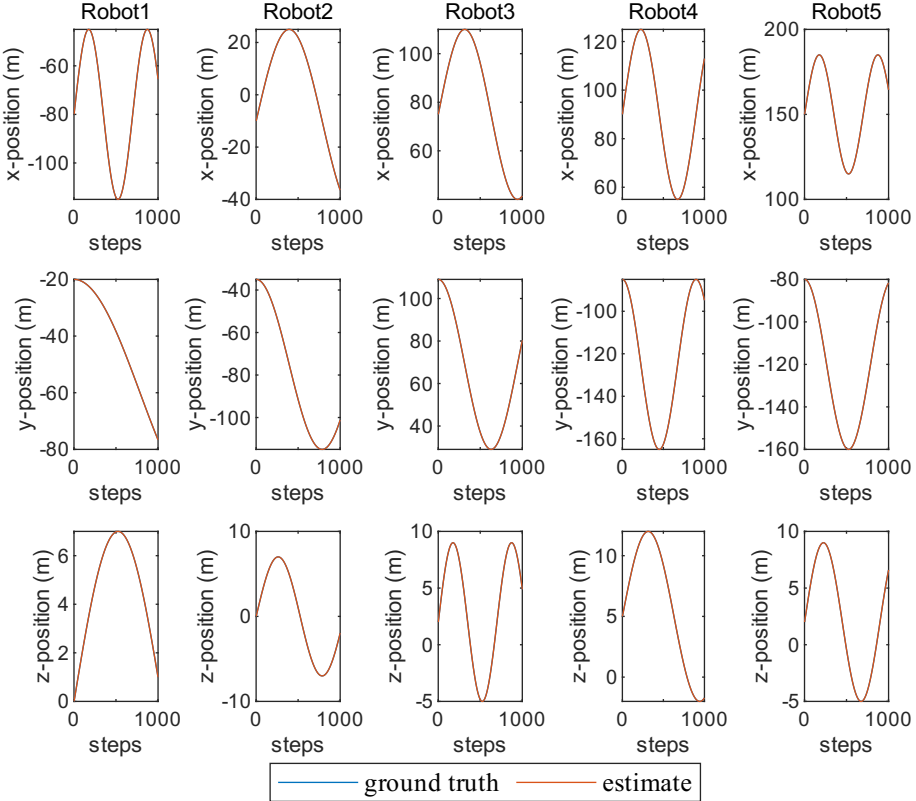 Robot1 Robot2 Robot3 Robot4 Robot5
x-position (m) -60 -80 -100 0 1000 steps
x-position (m) 20 0 -20 -40 0 1000 steps
x-position (m) 100 80 60 0 1000 steps
x-position (m) 120 100 80 60 0 1000 steps
x-position (m) 200 150 100 0 1000 steps
y-position (m) -20 -40 -60 -80 0 1000 steps
y-position (m) -40 -60 -80 -100 0 1000 steps
y-position (m) 100 80 60 40 0 1000 steps
y-position (m) -100 -120 -140 -160 0 1000 steps
y-position (m) -80 -100 -120 -140 -160 0 1000 steps
z-position (m) 6 4 2 0 0 1000 steps
z-position (m) 10 0 -10 0 1000 steps
z-position (m) 10 5 0 -5 0 1000 steps
z-position (m) 10 5 0 0 1000 steps
z-position (m) 10 5 0 -5 0 1000 steps
ground truth estimate